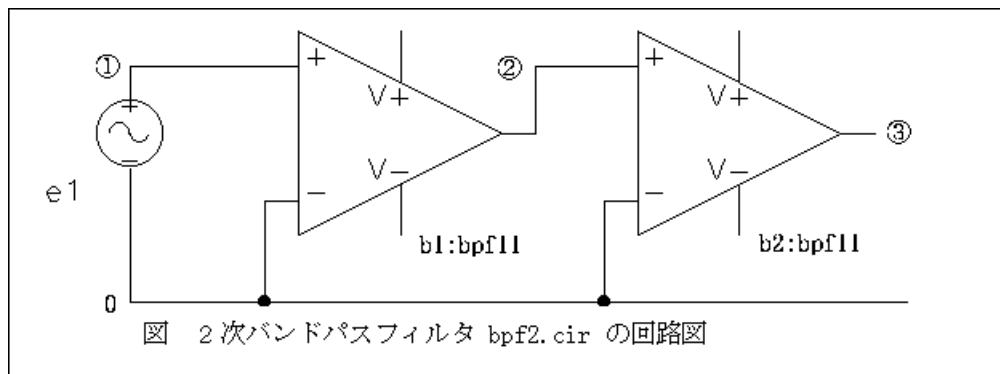 ①
+
V+
V-
-
②
+
V+
V-
-
③
+
-
e1
b1:bpf11
b2:bpf11
0
図 2次バンドパスフィルタ bpf2.cir の回路図